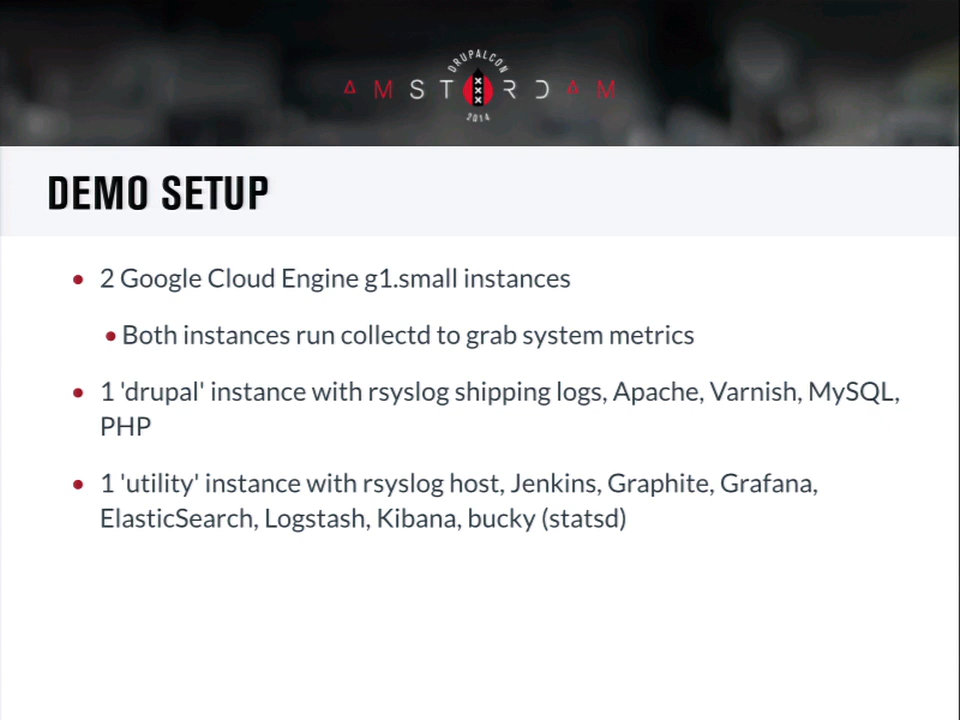 DRUPALCON
AMSTERDAM
2014
DEMO SETUP
2 Google Cloud Engine g1.small instances
Both instances run collectd to grab system metrics
1 'drupal' instance with rsyslog shipping logs, Apache, Varnish, MySQL,
PHP
1 'utility' instance with rsyslog host, Jenkins, Graphite, Grafana,
ElasticSearch, Logstash, Kibana, bucky (statsd)